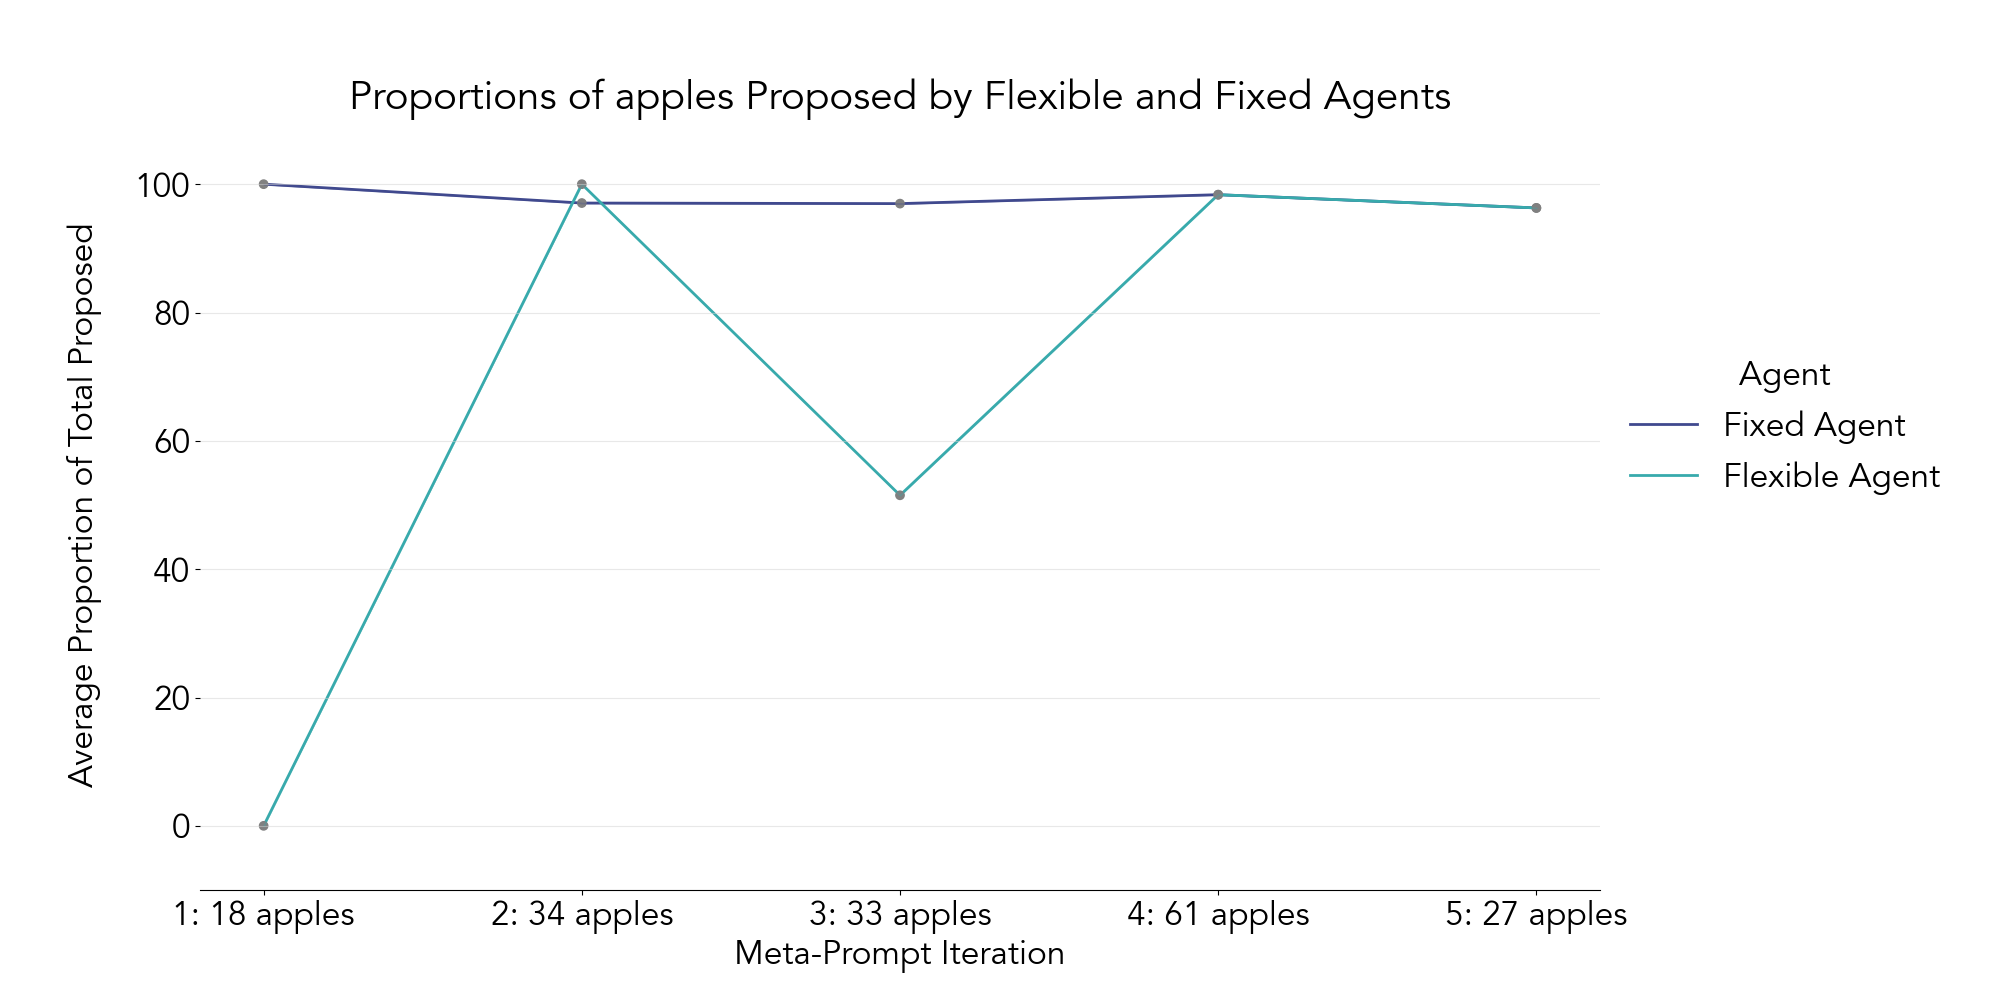 Proportions of apples Proposed by Flexible and Fixed Agents
Average Proportion of Total Proposed
100
80
60
40
20
0
1: 18 apples
2: 34 apples
3: 33 apples
4: 61 apples
5: 27 apples
Meta-Prompt Iteration
Agent
Fixed Agent
Flexible Agent